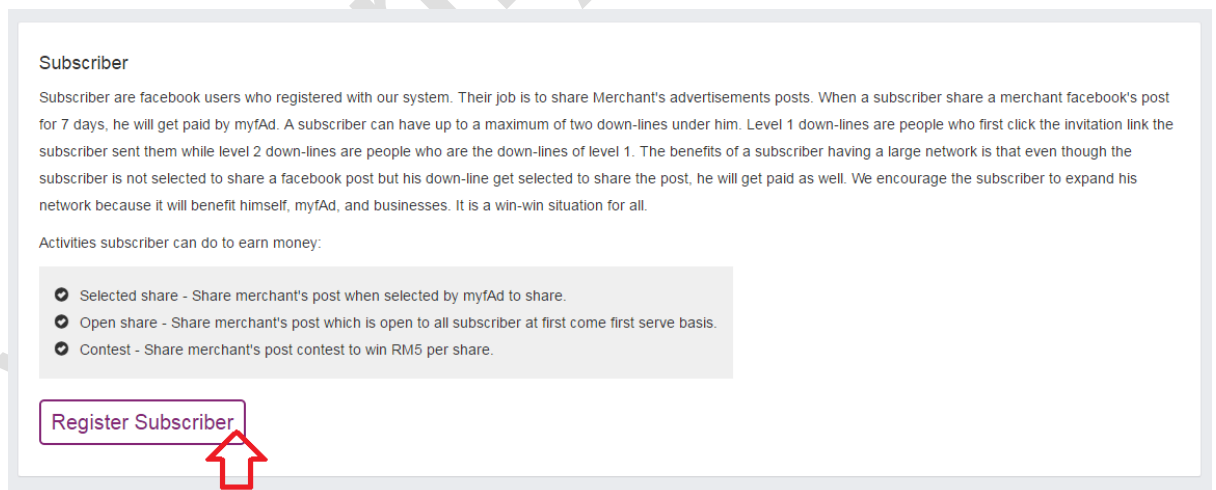 Subscriber
Subscriber are facebook users who registered with our system. Their job is to share Merchant's advertisements posts. When a subscriber share a merchant facebook's post
for 7 days, he will get paid by myfAd. A subscriber can have up to a maximum of two down-lines under him. Level 1 down-lines are people who first click the invitation link the
subscriber sent them while level 2 down-lines are people who are the down-lines of level 1. The benefits of a subscriber having a large network is that even though the
subscriber is not selected to share a facebook post but his down-line get selected to share the post, he will get paid as well. We encourage the subscriber to expand his
network because it will benefit himself, myfAd, and businesses. It is a win-win situation for all.
Activities subscriber can do to earn money:
Selected share - Share merchant's post when selected by myfAd to share.
Open share - Share merchant's post which is open to all subscriber at first come first serve basis.
Contest - Share merchant's post contest to win RM5 per share.
Register Subscriber